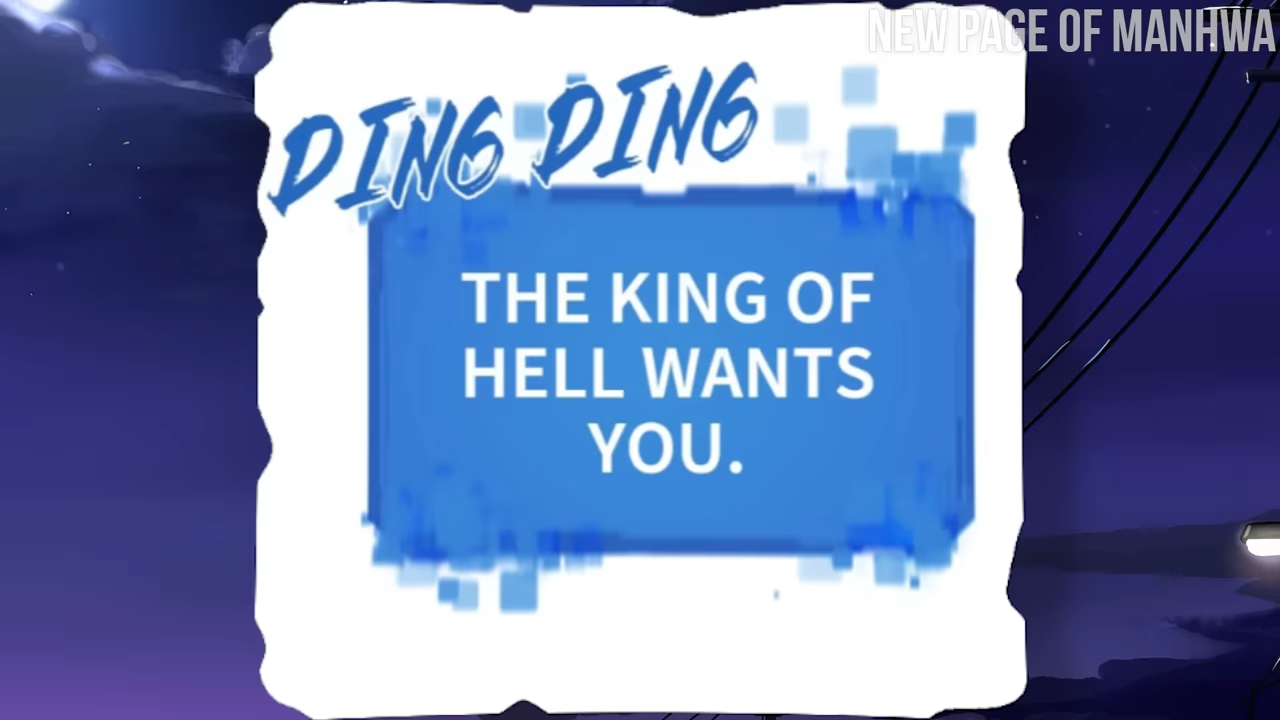 NEW PAGE OF MANHWA
DING DING
THE KING OF
HELL WANTS
YOU.